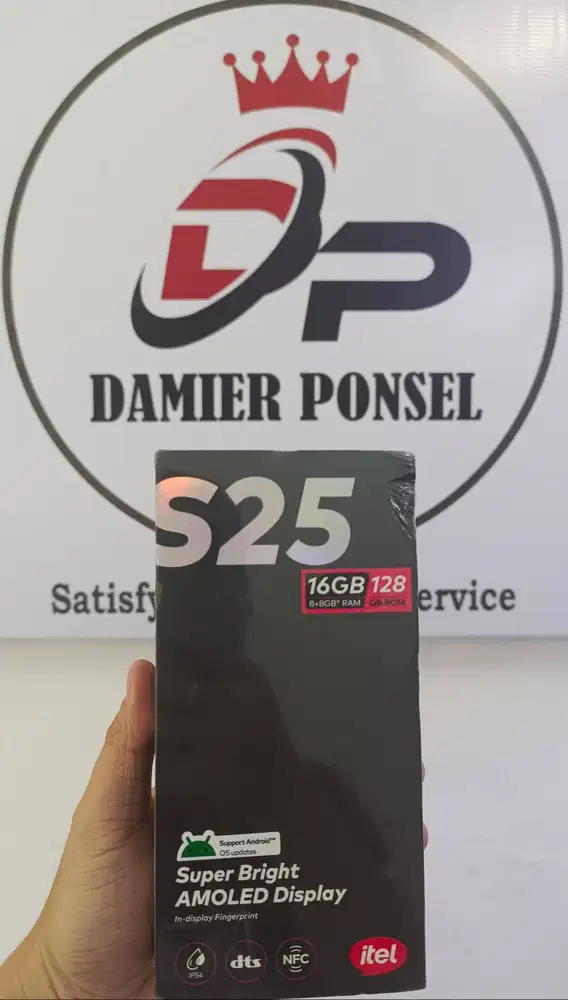 DP
DAMIER PONSEL
Satisfy
ervice
S25
16GB 128
8+8GB* RAM GB ROM
Support Android™
OS updates
Super Bright
AMOLED Display
In-display Fingerprint
IP54
dts
NFC
itel